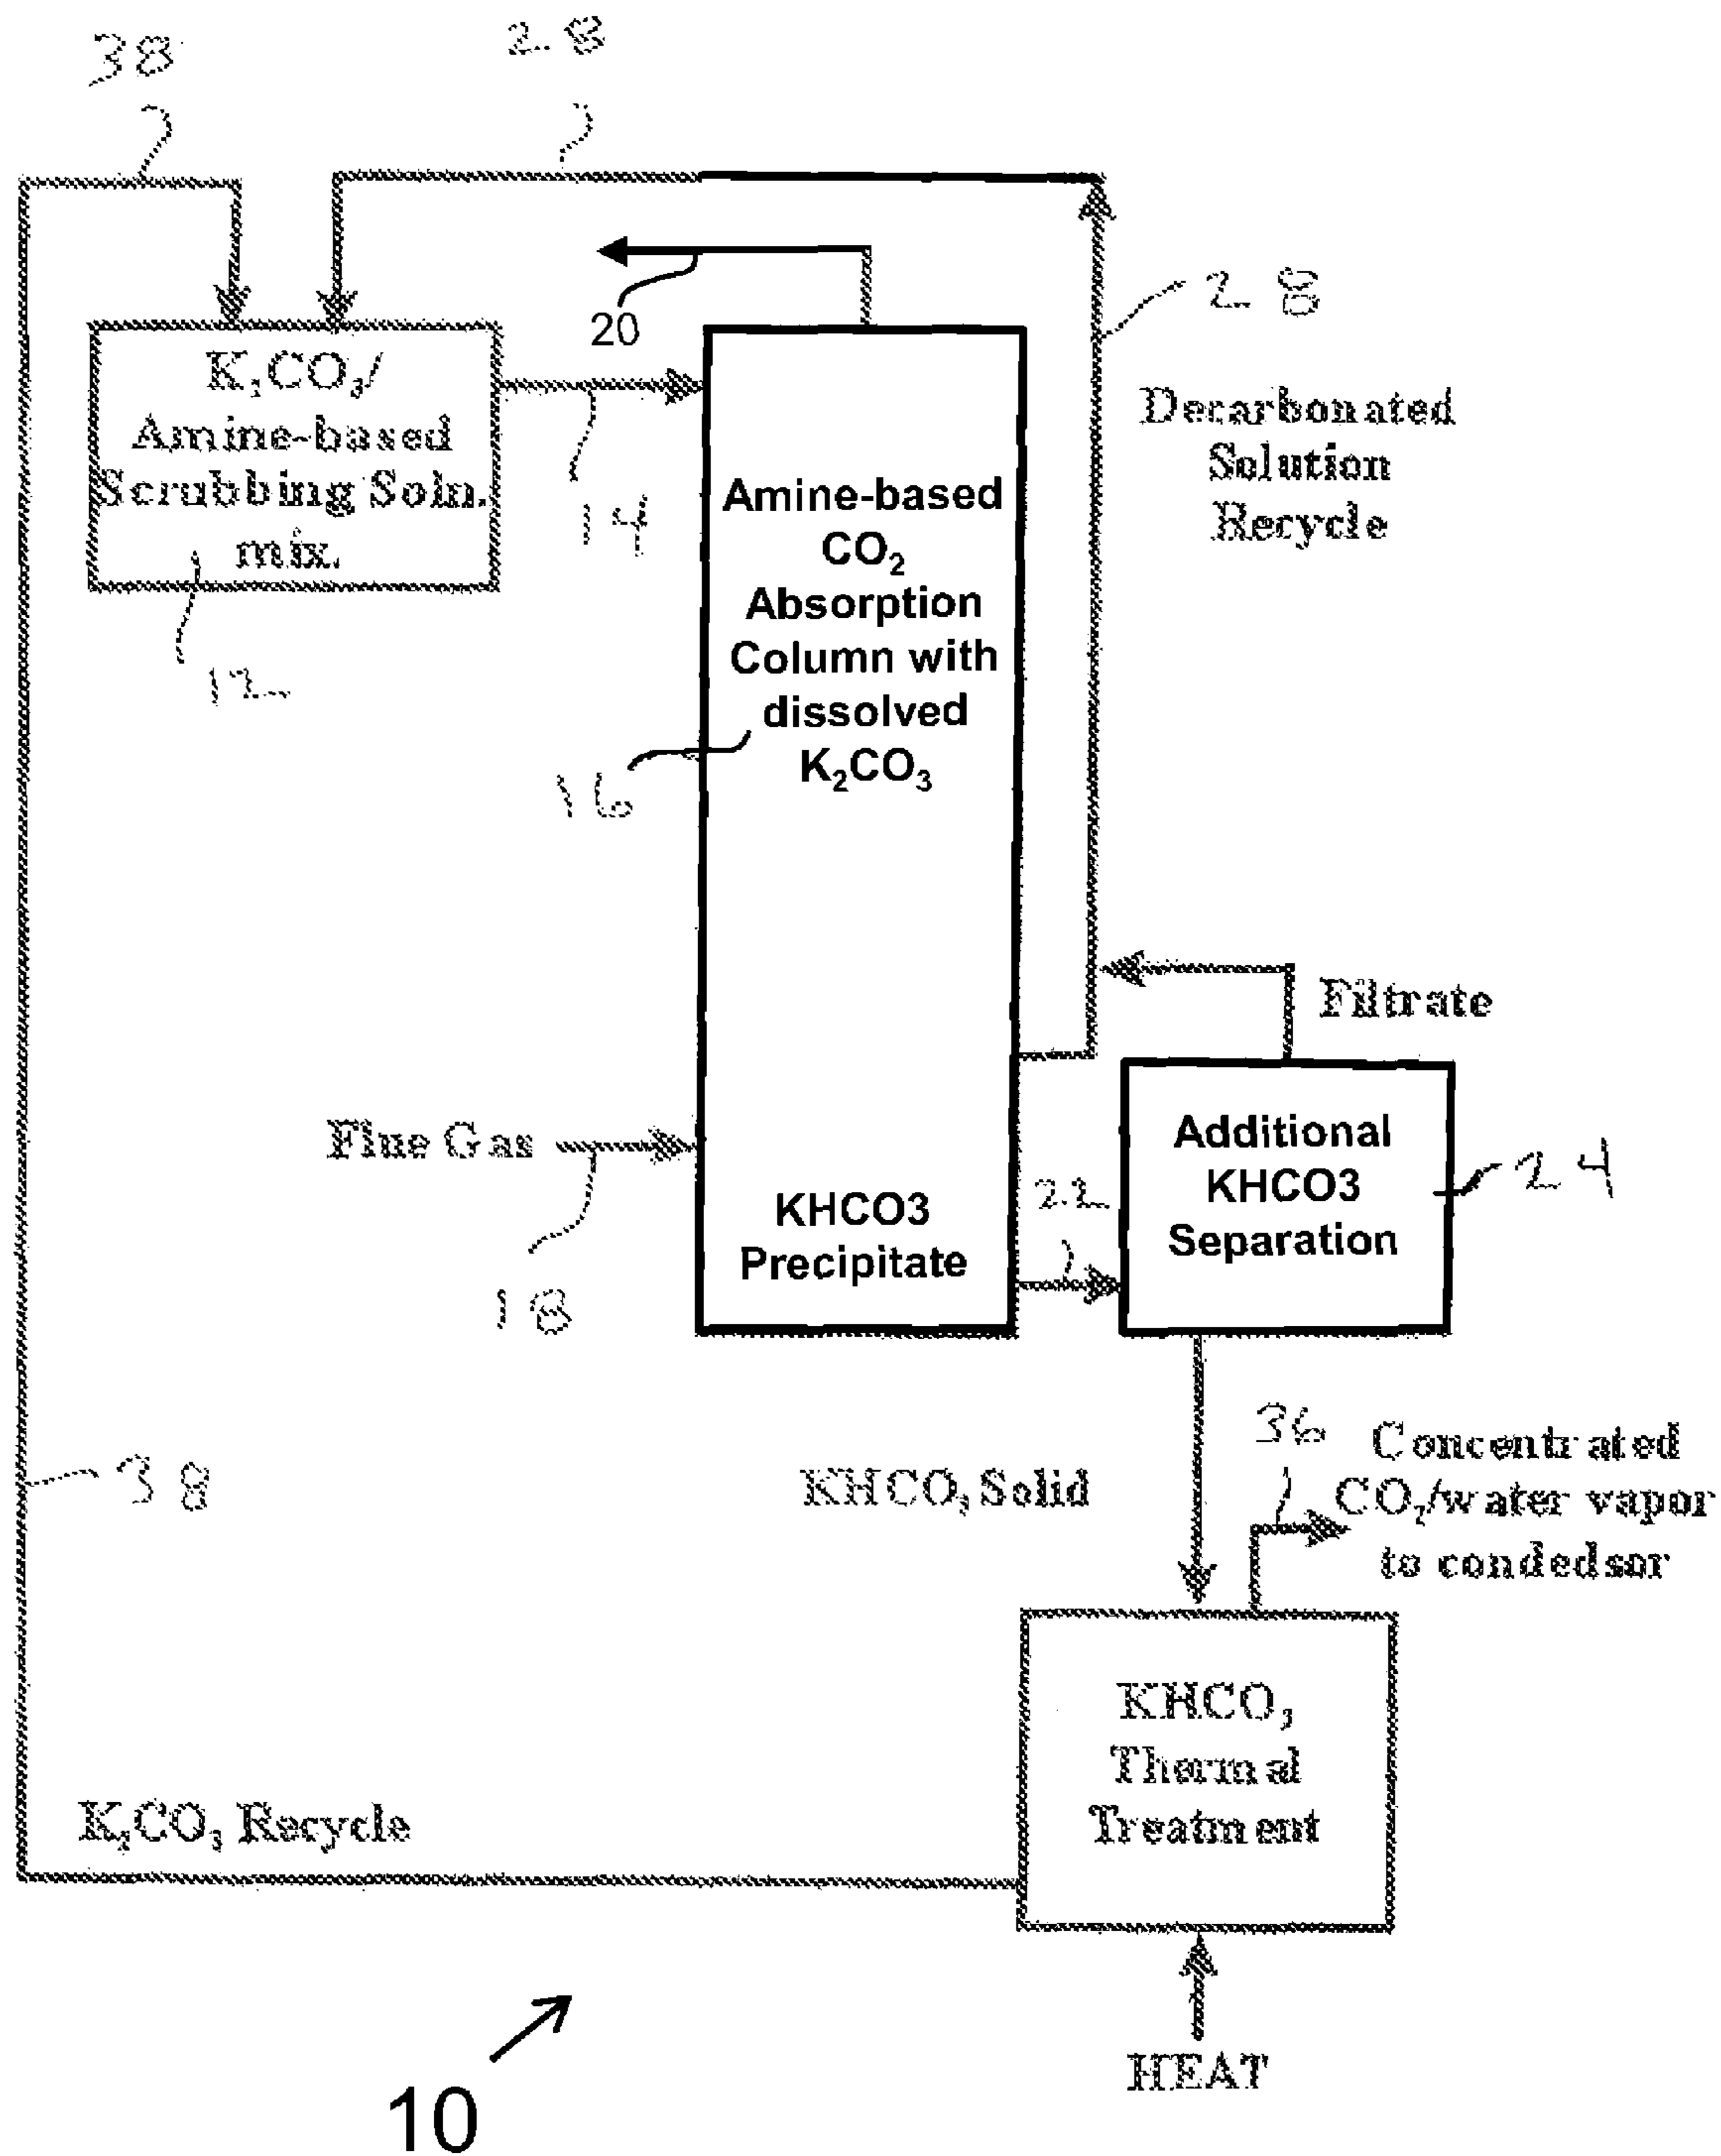 38
28
20
K₂CO₃/
Amine-based
Scrubbing Soln.
mix.
14
12
28
Decarbonated
Solution
Recycle
Amine-based
CO₂
Absorption
Column with
dissolved
K₂CO₃
16
Filtrate
Flue Gas
18
KHCO3
Precipitate
22
Additional
KHCO3
Separation
24
38
KHCO₃ Solid
36
Concentrated
CO₂/water vapor
to condedsor
KHCO₃
Thermal
Treatment
K₂CO₃ Recycle
HEAT
10